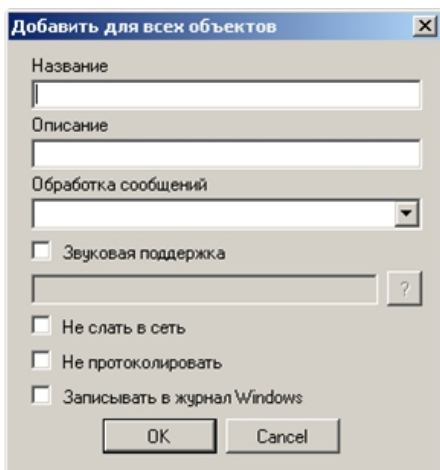 Добавить для всех объектов
Название
Описание
Обработка сообщений
Звуковая поддержка
?
Не слать в сеть
Не протоколировать
Записывать в журнал Windows
OK Cancel